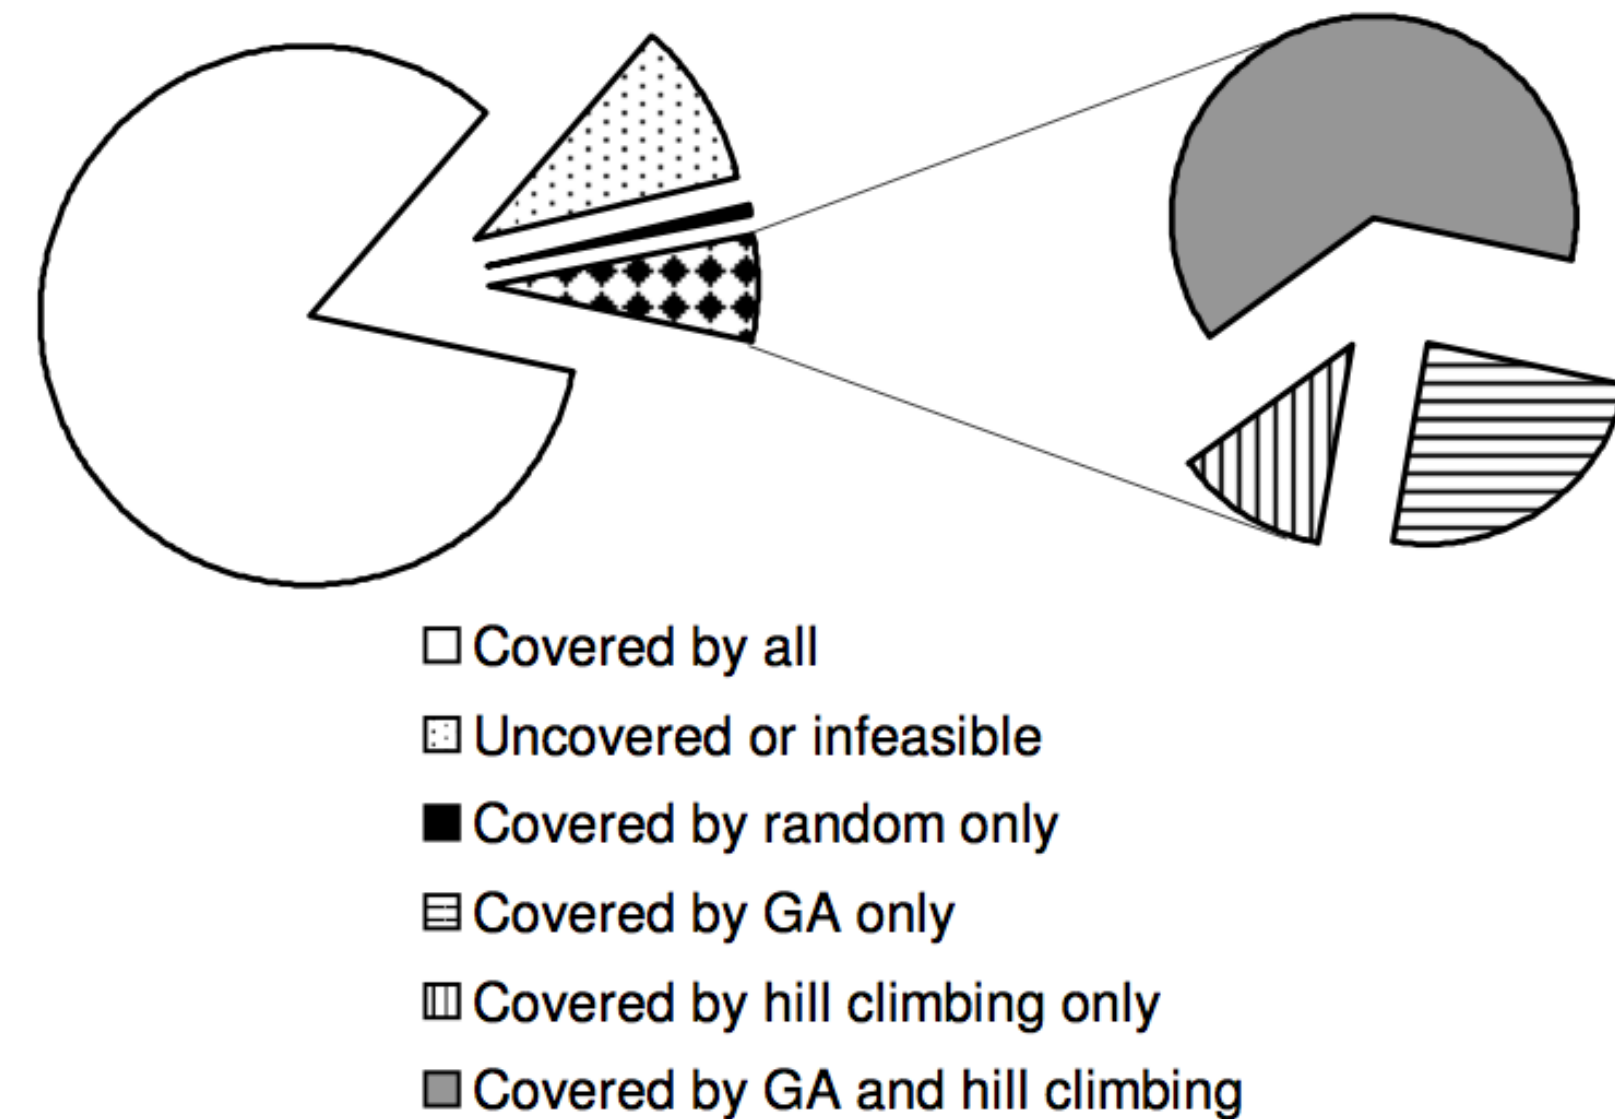 Covered by all
Uncovered or infeasible
Covered by random only
Covered by GA only
Covered by hill climbing only
Covered by GA and hill climbing